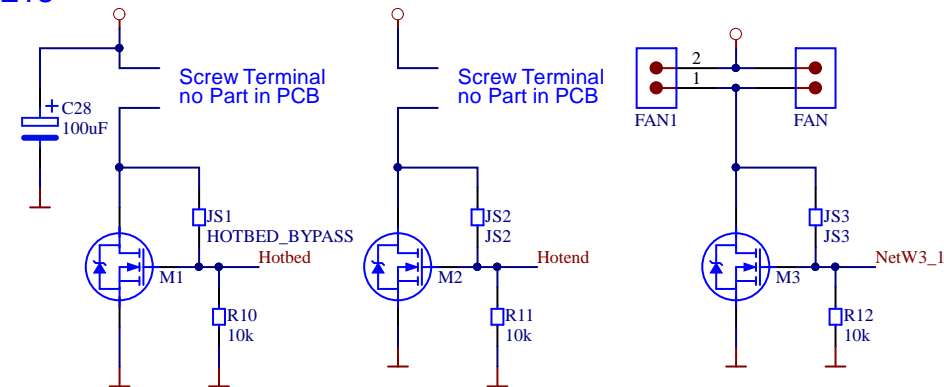 Screw Terminal
no Part in PCB
C28
100uF
JS1
HOTBED_BYPASS
Hotbed
M1
R10
10k
Screw Terminal
no Part in PCB
JS2
JS2
Hotend
M2
R11
10k
2
1
FAN1
FAN
JS3
JS3
NetW3_1
M3
R12
10k